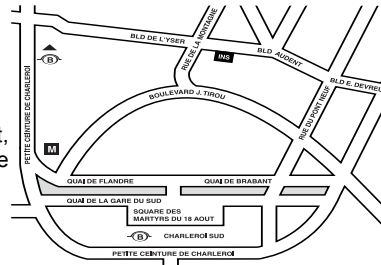 BLD DE L'YSER
RUE DE LA MONTAGNE
INS
BLD AUDENT
BLD E. DEVREU
B
PETITE CEINTURE DE CHARLEROI
BOULEVARD J. TIROU
RUE DU PONT NEUF
M
t,
e
QUAI DE FLANDRE
QUAI DE BRABANT
QUAI DE LA GARE DU SUD
SQUARE DES
MARTYRS DU 18 AOUT
B
CHARLEROI SUD
PETITE CEINTURE DE CHARLEROI